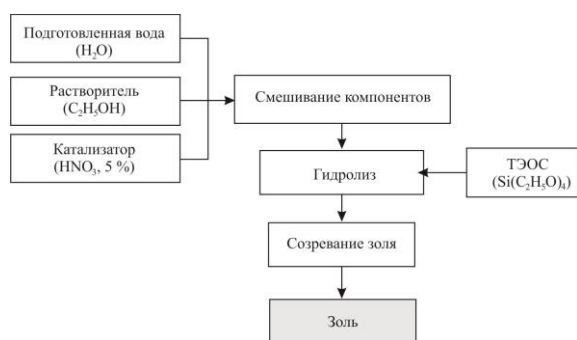 Подготовленная вода
(H₂O)
Растворитель
(C₂H₅OH)
Катализатор
(HNO₃, 5 %)
Смешивание компонентов
Гидролиз
ТЭОС
(Si(C₂H₅O)₄)
Созревание золя
Золь